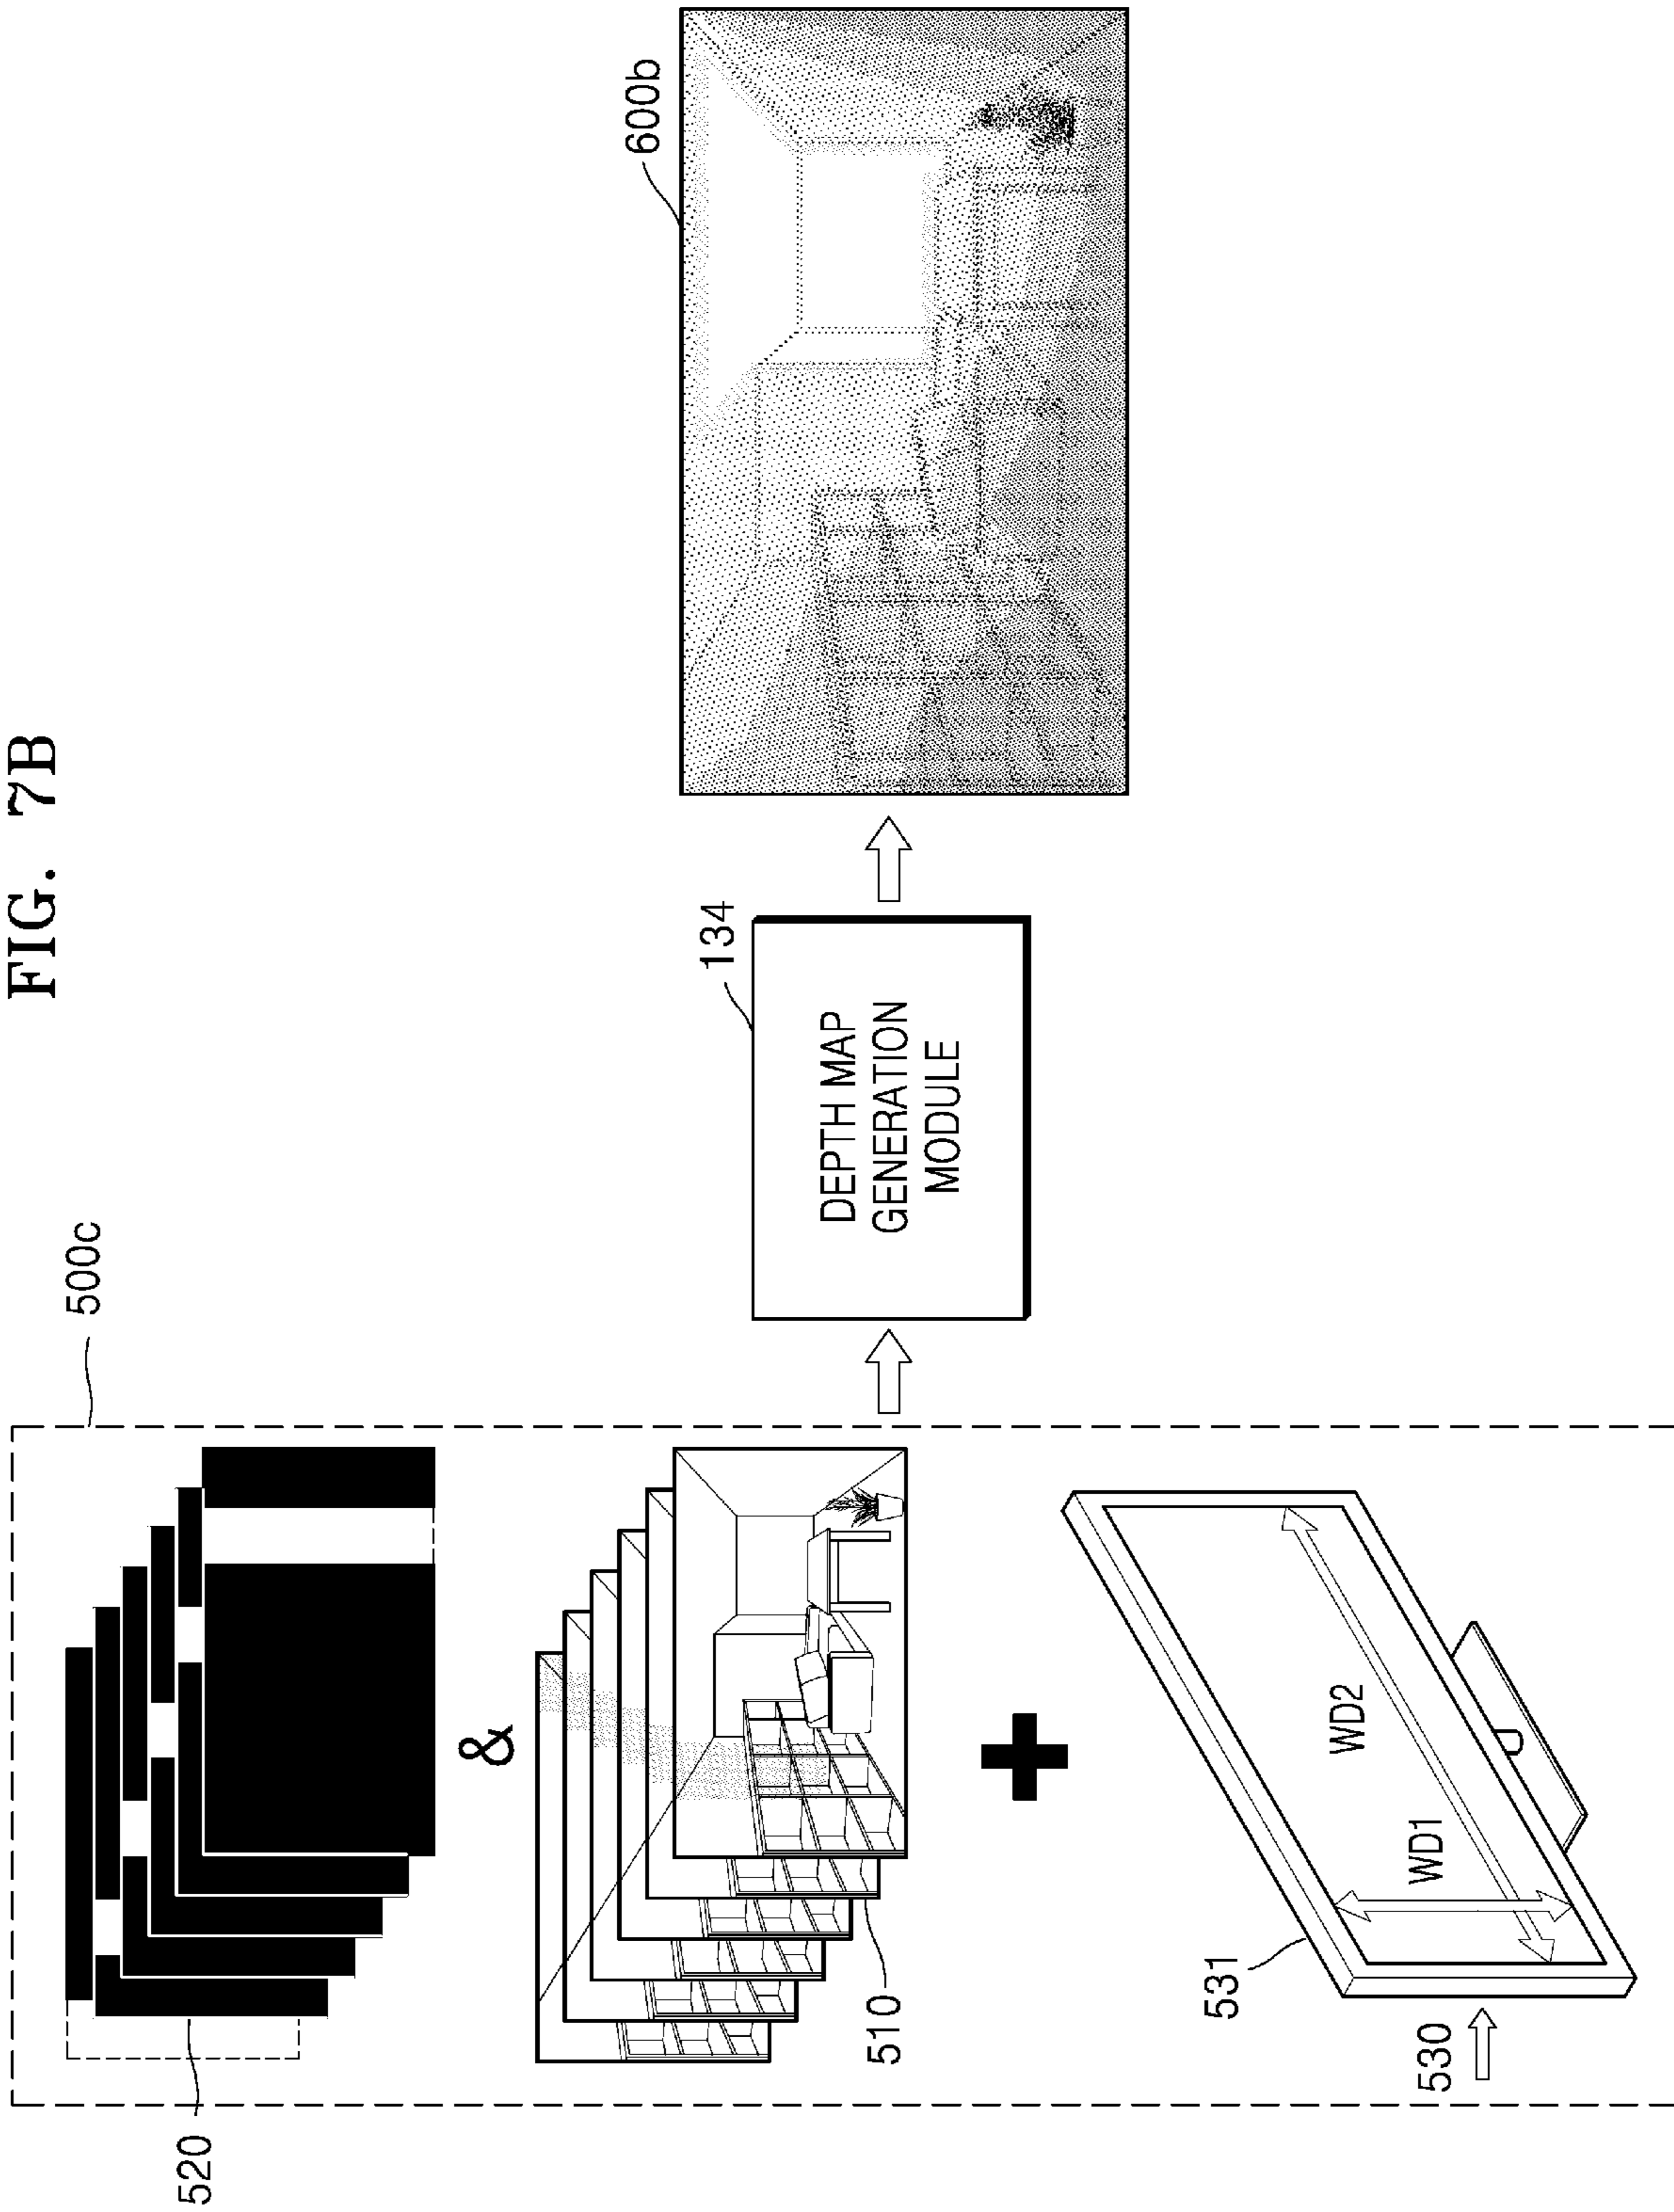 FIG. 7B
500c
520
&
510
531
530
WD1
WD2
134
DEPTH MAP
GENERATION
MODULE
600b